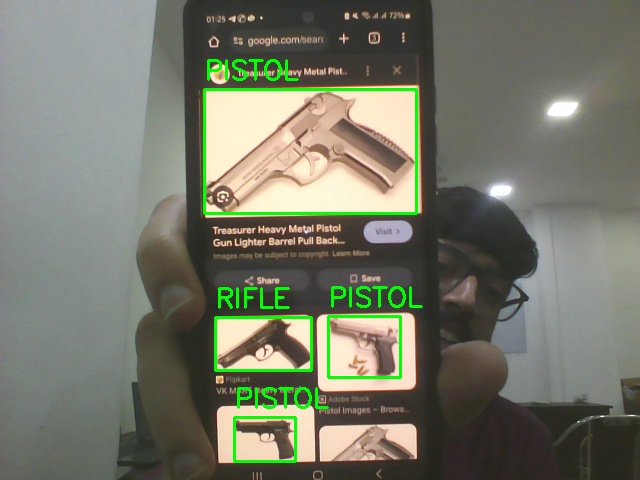 01:25
72%
google.com/sear
3
PISTOL
Treasurer Heavy Metal Pist...
Treasurer Heavy Metal Pistol
Gun Lighter Barrel Pull Back...
Visit >
Images may be subject to copyright. Learn More
Share
Save
RIFLE
PISTOL
Flipkart
VK
Adobe Stock
Pistol Images – Brows...
PISTOL